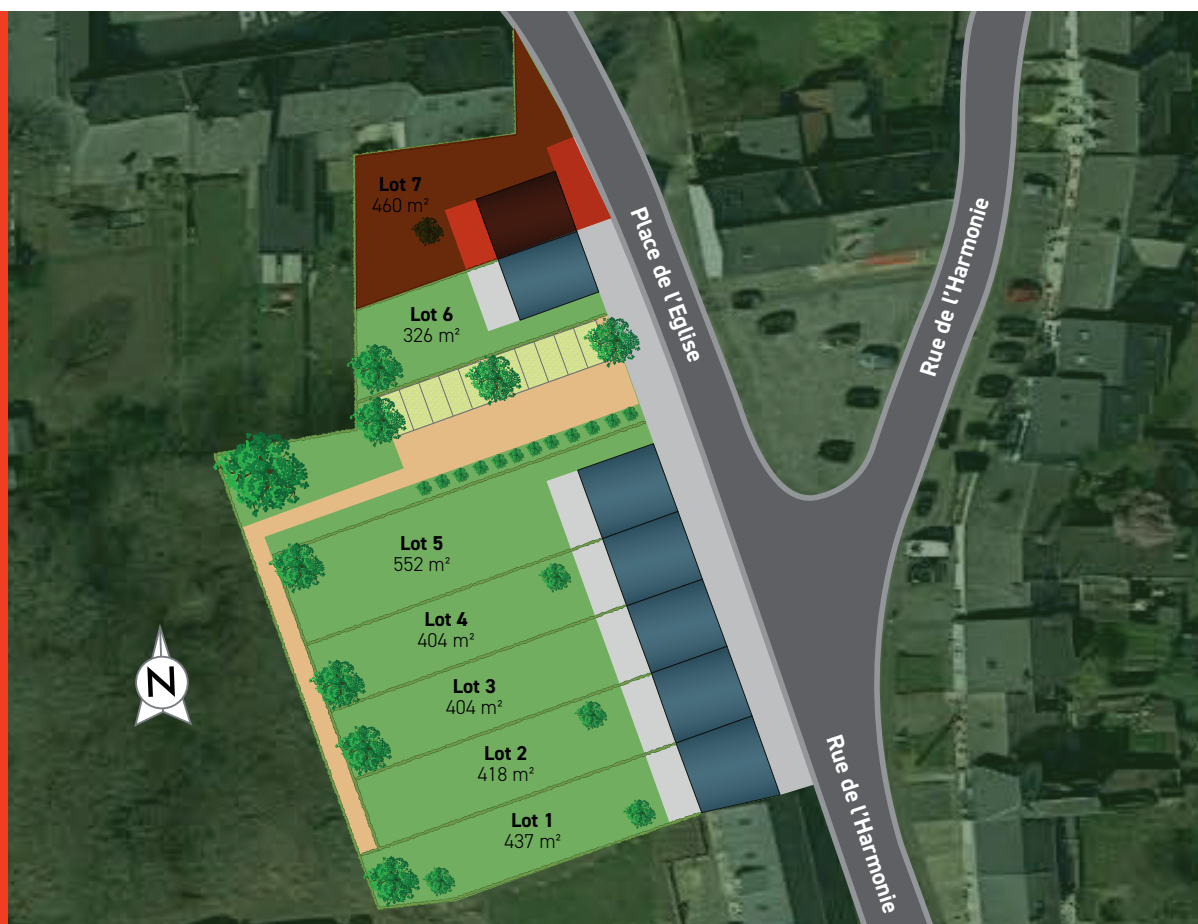 Lot 7
460 m²
Place de l'Eglise
Rue de l'Harmonie
Lot 6
326 m²
Lot 5
552 m²
Lot 4
404 m²
N
Lot 3
404 m²
Lot 2
418 m²
Rue de l'Harmonie
Lot 1
437 m²